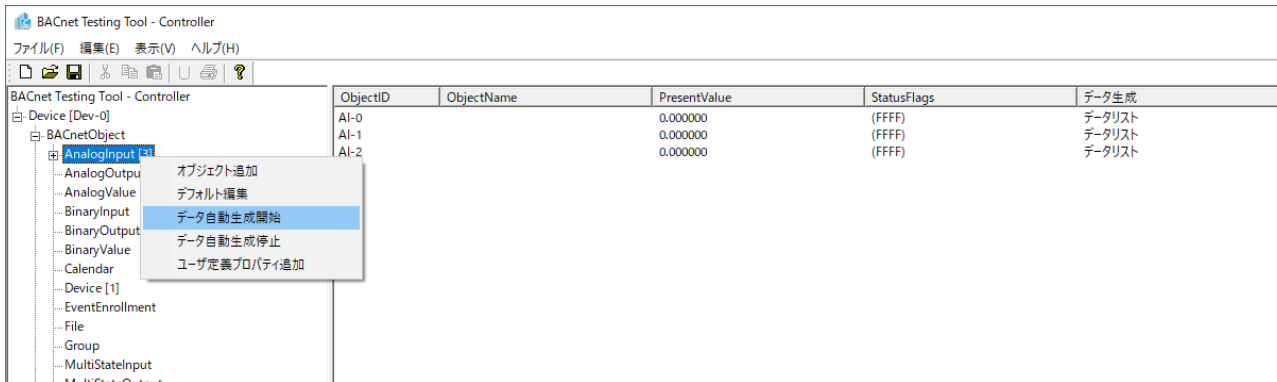 BACnet Testing Tool - Controller
ファイル(F) 編集(E) 表示(V) ヘルプ(H)
BACnet Testing Tool - Controller
Device [Dev-0]
BACnetObject
AnalogInput [3]
AnalogOutpu
AnalogValue
BinaryInput
BinaryOutput
BinaryValue
Calendar
Device [1]
EventEnrollment
File
Group
MultiStateInput
MultiStateOutput
オブジェクト追加
デフォルト編集
データ自動生成開始
データ自動生成停止
ユーザ定義プロパティ追加
ObjectID ObjectName PresentValue StatusFlags データ生成
AI-0 0.000000 (FFFF) データリスト
AI-1 0.000000 (FFFF) データリスト
AI-2 0.000000 (FFFF) データリスト